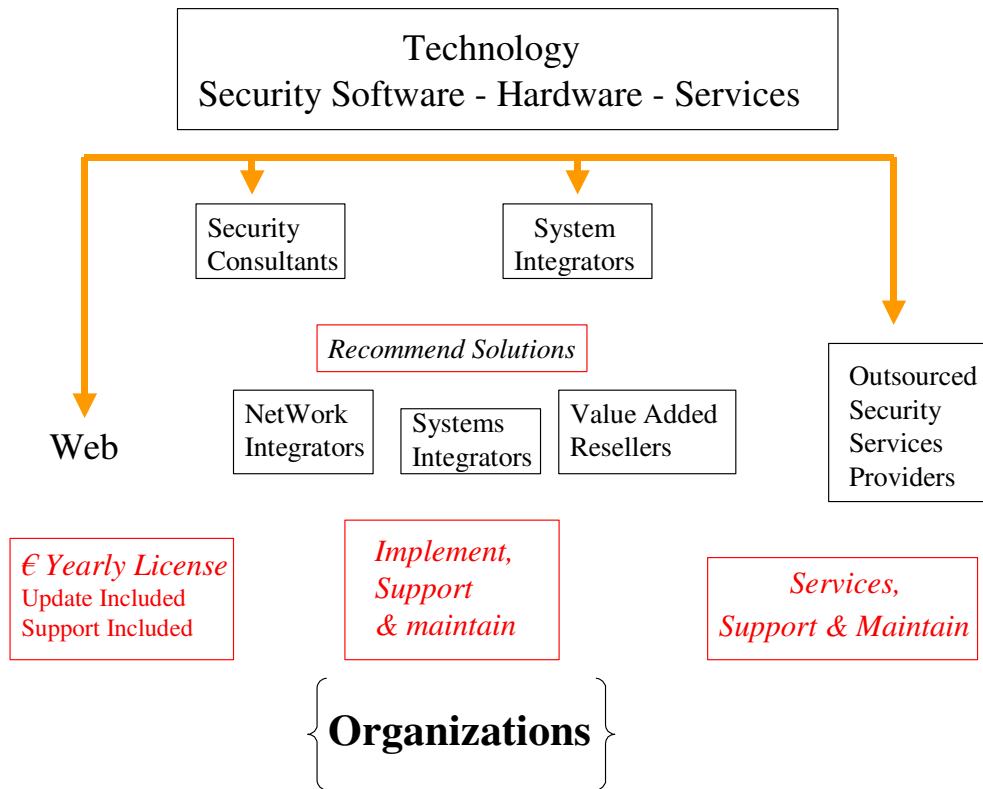 Technology
Security Software - Hardware - Services
Security
Consultants
System
Integrators
Recommend Solutions
NetWork
Integrators
Systems
Integrators
Value Added
Resellers
Outsourced
Security
Services
Providers
Web
€ Yearly License
Update Included
Support Included
Implement,
Support
& maintain
Services,
Support & Maintain
Organizations